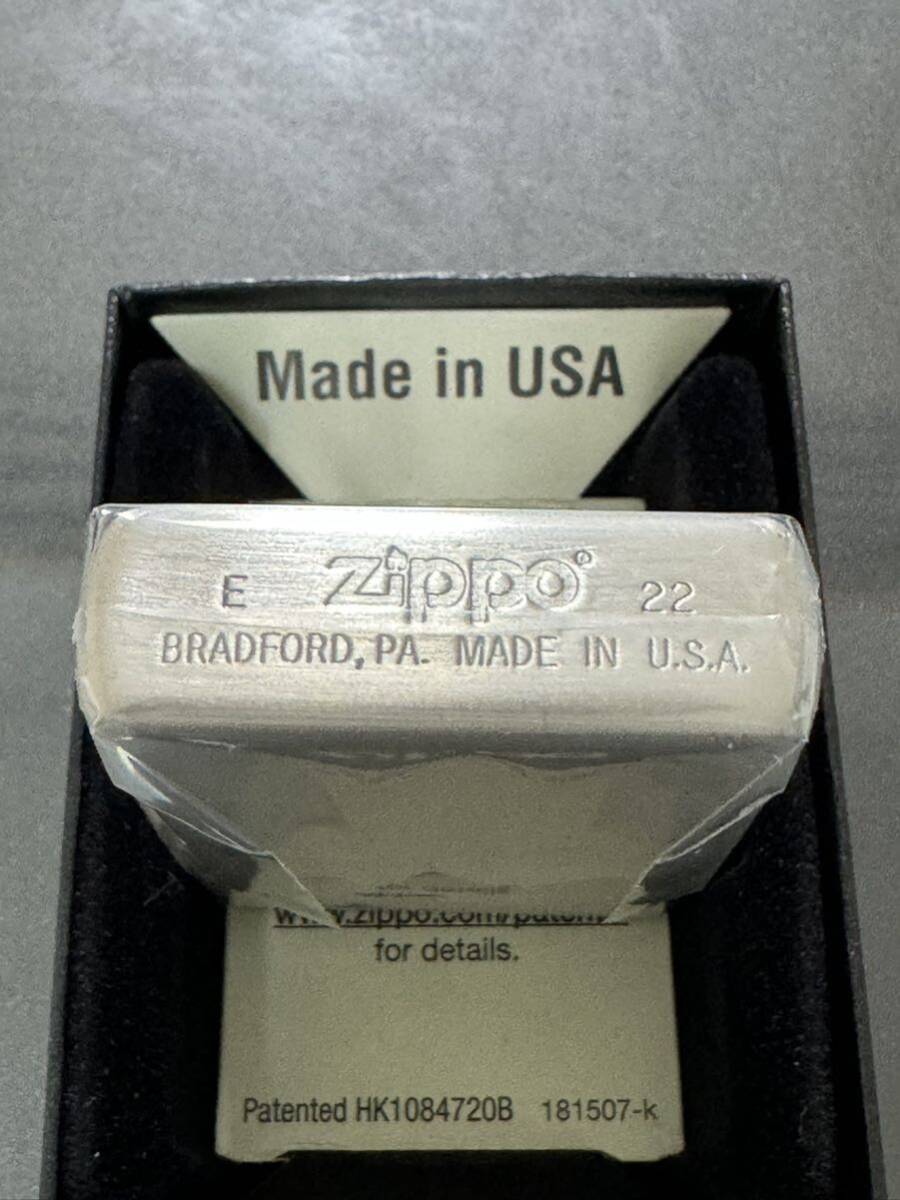 Made in USA
E zippo® 22
BRADFORD, PA. MADE IN U.S.A.
for details.
Patented HK1084720B 181507-k